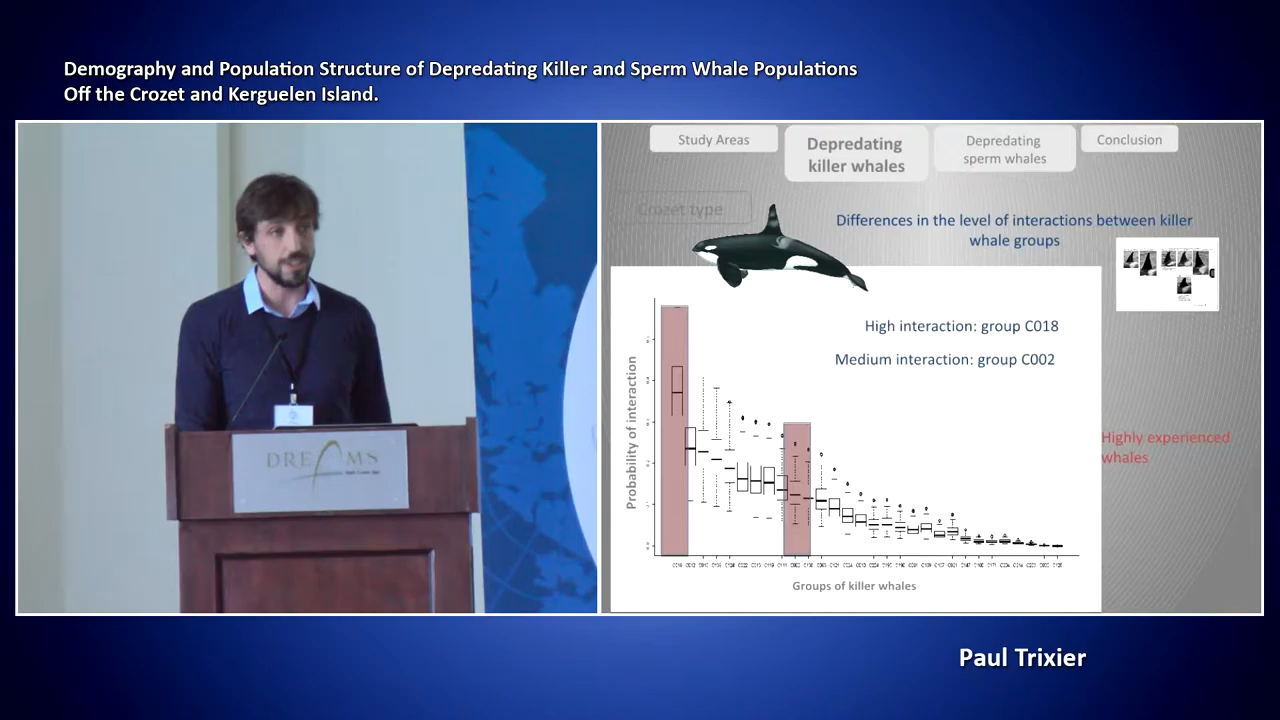 Demography and Population Structure of Depredating Killer and Sperm Whale Populations
Off the Crozet and Kerguelen Island.
Study Areas
Depredating
killer whales
Depredating
sperm whales
Conclusion
Crozet type
Differences in the level of interactions between killer
whale groups
High interaction: group C018
Medium interaction: group C002
Highly experienced
whales
Probability of interaction
Groups of killer whales
DREAMS
Paul Trixier